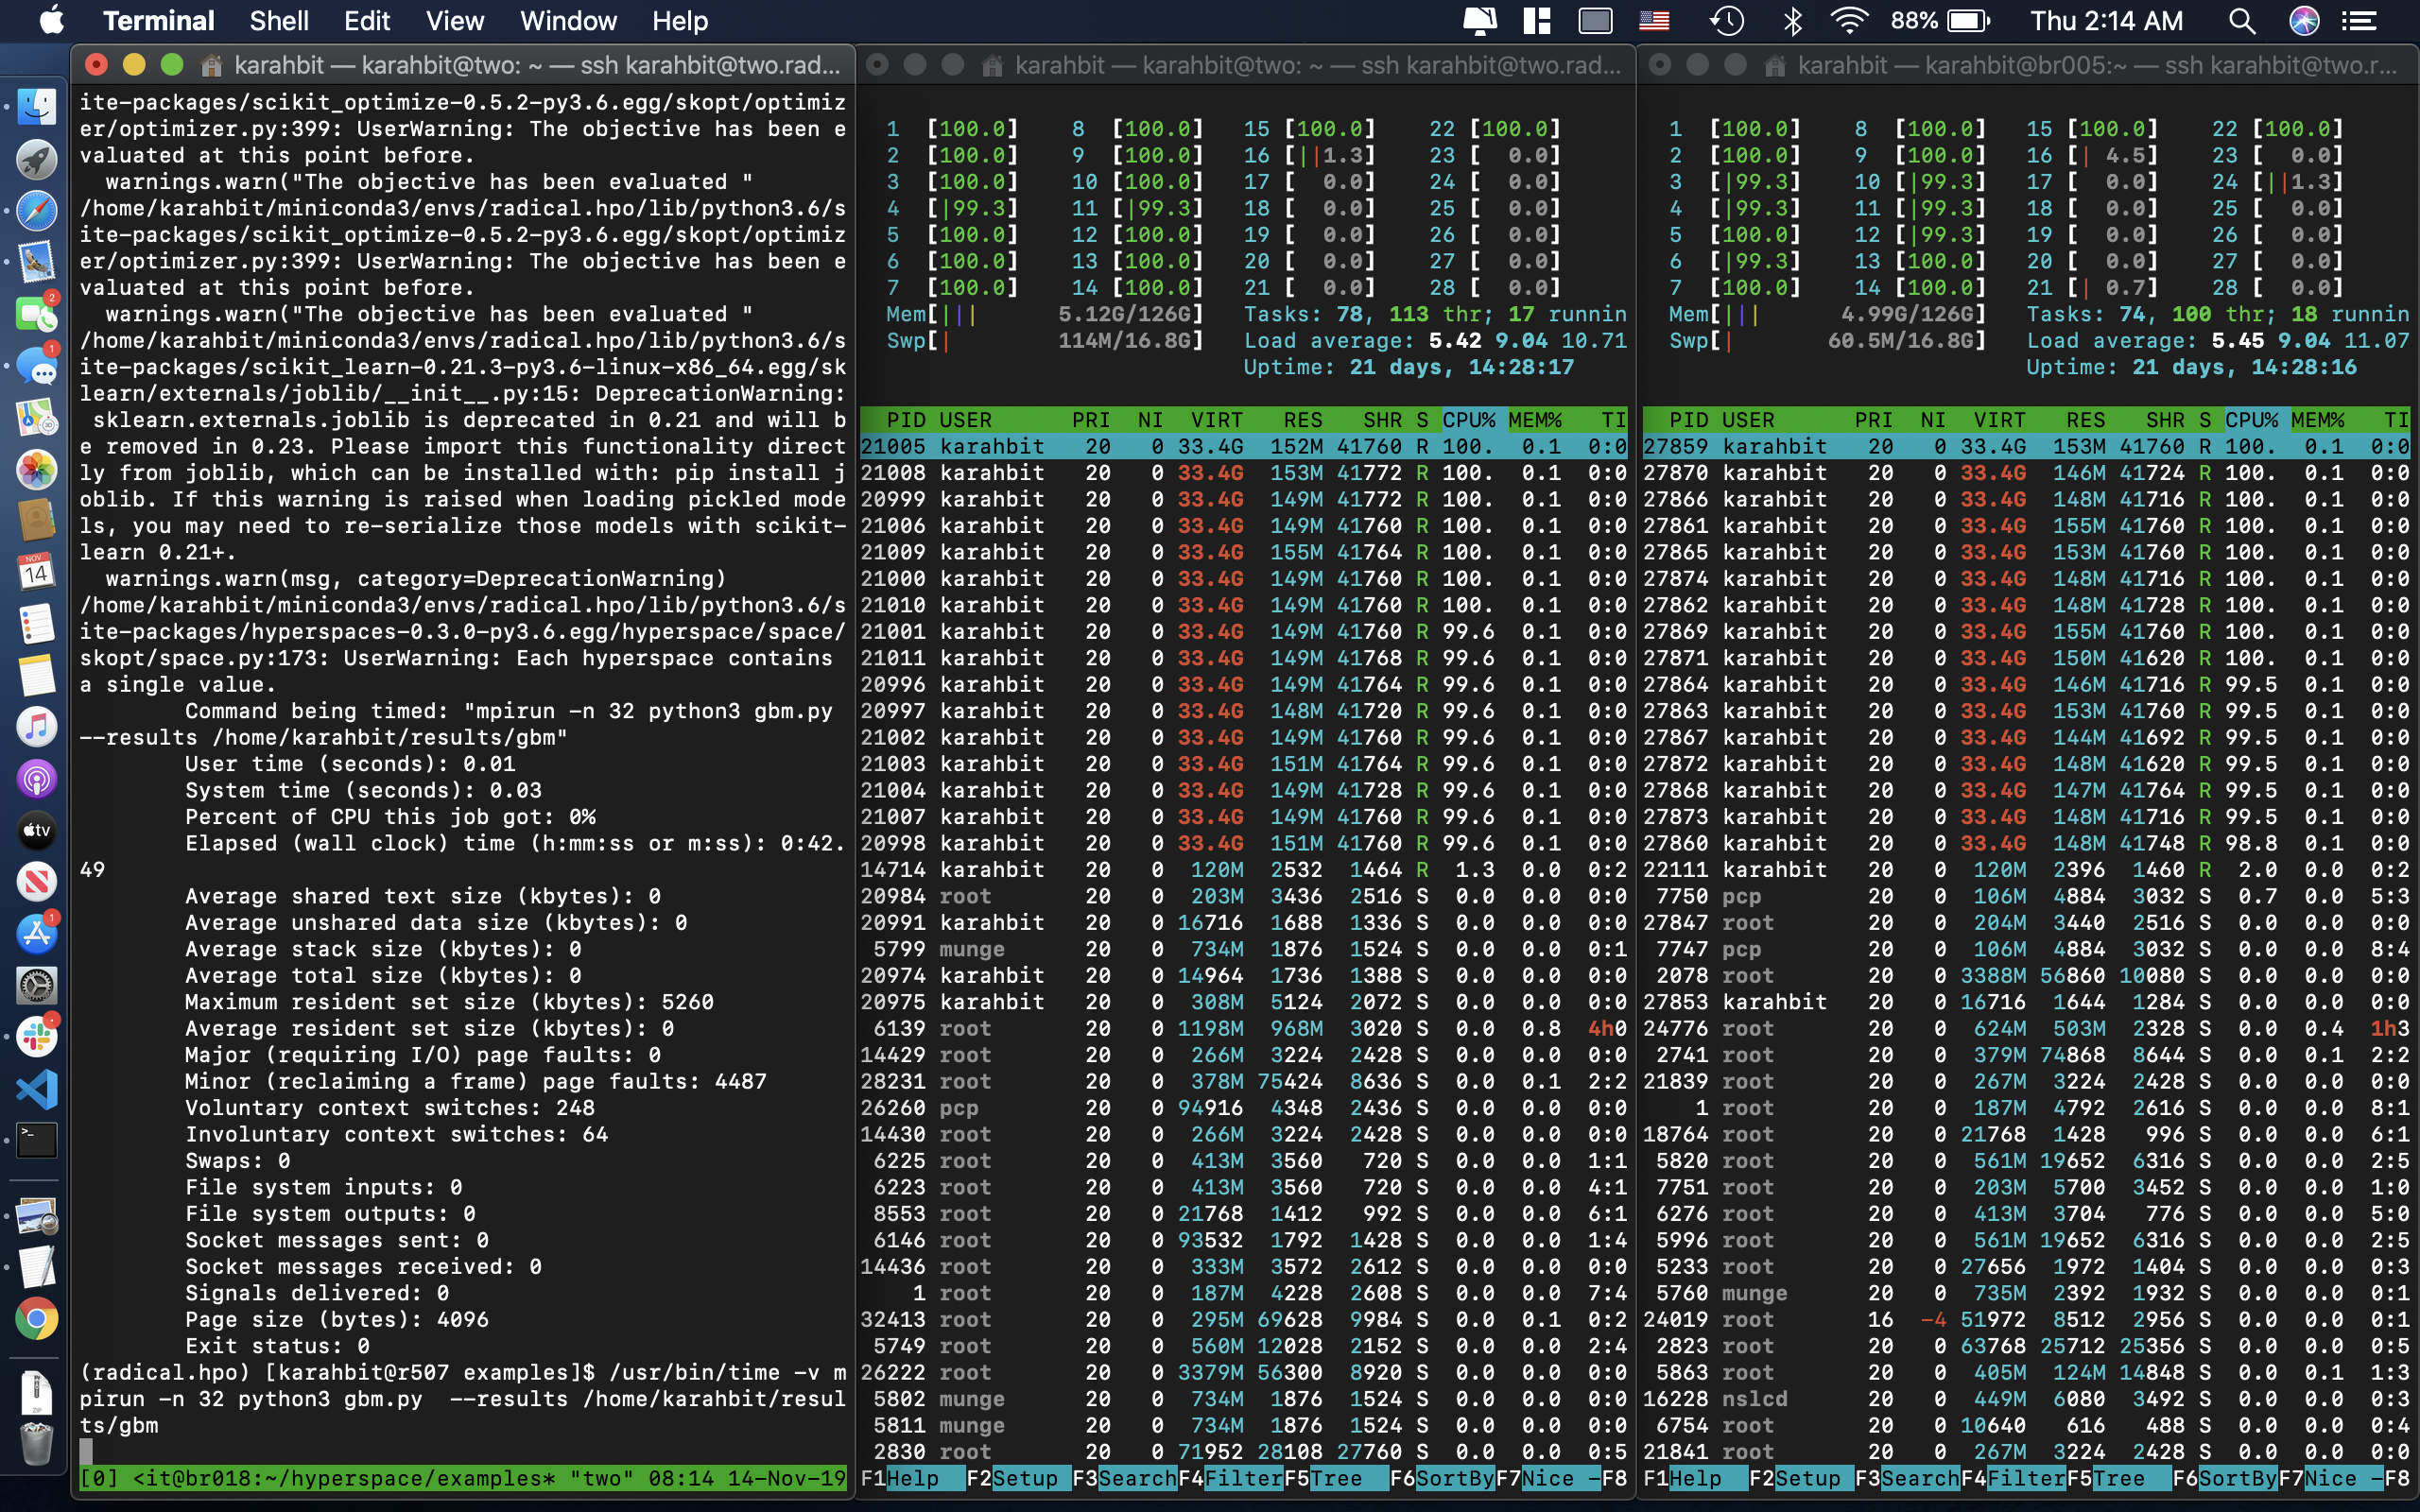 Terminal Shell Edit View Window Help 88% Thu 2:14 AM
karahbit — karahbit@two: ~ — ssh karahbit@two.rad...
ite-packages/scikit_optimize-0.5.2-py3.6.egg/skopt/optimiz
er/optimizer.py:399: UserWarning: The objective has been e
valuated at this point before.
  warnings.warn("The objective has been evaluated "
/home/karahbit/miniconda3/envs/radical.hpo/lib/python3.6/s
ite-packages/scikit_optimize-0.5.2-py3.6.egg/skopt/optimiz
er/optimizer.py:399: UserWarning: The objective has been e
valuated at this point before.
  warnings.warn("The objective has been evaluated "
/home/karahbit/miniconda3/envs/radical.hpo/lib/python3.6/s
ite-packages/scikit_learn-0.21.3-py3.6-linux-x86_64.egg/sk
learn/externals/joblib/__init__.py:15: DeprecationWarning:
 sklearn.externals.joblib is deprecated in 0.21 and will b
e removed in 0.23. Please import this functionality direct
ly from joblib, which can be installed with: pip install j
oblib. If this warning is raised when loading pickled mode
ls, you may need to re-serialize those models with scikit-
learn 0.21+.
  warnings.warn(msg, category=DeprecationWarning)
/home/karahbit/miniconda3/envs/radical.hpo/lib/python3.6/s
ite-packages/hyperspaces-0.3.0-py3.6.egg/hyperspace/space/
skopt/space.py:173: UserWarning: Each hyperspace contains
a single value.
Command being timed: "mpirun -n 32 python3 gbm.py
--results /home/karahbit/results/gbm"
User time (seconds): 0.01
System time (seconds): 0.03
Percent of CPU this job got: 0%
Elapsed (wall clock) time (h:mm:ss or m:ss): 0:42.
49
Average shared text size (kbytes): 0
Average unshared data size (kbytes): 0
Average stack size (kbytes): 0
Average total size (kbytes): 0
Maximum resident set size (kbytes): 5260
Average resident set size (kbytes): 0
Major (requiring I/O) page faults: 0
Minor (reclaiming a frame) page faults: 4487
Voluntary context switches: 248
Involuntary context switches: 64
Swaps: 0
File system inputs: 0
File system outputs: 0
Socket messages sent: 0
Socket messages received: 0
Signals delivered: 0
Page size (bytes): 4096
Exit status: 0
(radical.hpo) [karahbit@r507 examples]$ /usr/bin/time -v m
pirun -n 32 python3 gbm.py  --results /home/karahbit/resul
ts/gbm
[0] <it@br018:~/hyperspace/examples* "two" 08:14 14-Nov-19
karahbit — karahbit@two: ~ — ssh karahbit@two.rad...
1 [100.0] 8 [100.0] 15 [100.0] 22 [100.0]
2 [100.0] 9 [100.0] 16 [||1.3] 23 [ 0.0]
3 [100.0] 10 [100.0] 17 [ 0.0] 24 [ 0.0]
4 [|99.3] 11 [|99.3] 18 [ 0.0] 25 [ 0.0]
5 [100.0] 12 [100.0] 19 [ 0.0] 26 [ 0.0]
6 [100.0] 13 [100.0] 20 [ 0.0] 27 [ 0.0]
7 [100.0] 14 [100.0] 21 [ 0.0] 28 [ 0.0]
Mem[||| 5.12G/126G] Tasks: 78, 113 thr; 17 runnin
Swp[| 114M/16.8G] Load average: 5.42 9.04 10.71
Uptime: 21 days, 14:28:17
PID USER PRI NI VIRT RES SHR S CPU% MEM% TI
21005 karahbit 20 0 33.4G 152M 41760 R 100. 0.1 0:0
21008 karahbit 20 0 33.4G 153M 41772 R 100. 0.1 0:0
20999 karahbit 20 0 33.4G 149M 41772 R 100. 0.1 0:0
21006 karahbit 20 0 33.4G 149M 41760 R 100. 0.1 0:0
21009 karahbit 20 0 33.4G 155M 41764 R 100. 0.1 0:0
21000 karahbit 20 0 33.4G 149M 41760 R 100. 0.1 0:0
21010 karahbit 20 0 33.4G 149M 41760 R 100. 0.1 0:0
21001 karahbit 20 0 33.4G 149M 41760 R 99.6 0.1 0:0
21011 karahbit 20 0 33.4G 149M 41768 R 99.6 0.1 0:0
20996 karahbit 20 0 33.4G 149M 41764 R 99.6 0.1 0:0
20997 karahbit 20 0 33.4G 148M 41720 R 99.6 0.1 0:0
21002 karahbit 20 0 33.4G 149M 41760 R 99.6 0.1 0:0
21003 karahbit 20 0 33.4G 151M 41764 R 99.6 0.1 0:0
21004 karahbit 20 0 33.4G 149M 41728 R 99.6 0.1 0:0
21007 karahbit 20 0 33.4G 149M 41760 R 99.6 0.1 0:0
20998 karahbit 20 0 33.4G 151M 41760 R 99.6 0.1 0:0
14714 karahbit 20 0 120M 2532 1464 R 1.3 0.0 0:2
20984 root 20 0 203M 3436 2516 S 0.0 0.0 0:0
20991 karahbit 20 0 16716 1688 1336 S 0.0 0.0 0:0
5799 munge 20 0 734M 1876 1524 S 0.0 0.0 0:1
20974 karahbit 20 0 14964 1736 1388 S 0.0 0.0 0:0
20975 karahbit 20 0 308M 5124 2072 S 0.0 0.0 0:0
6139 root 20 0 1198M 968M 3020 S 0.0 0.8 4h0
14429 root 20 0 266M 3224 2428 S 0.0 0.0 0:0
28231 root 20 0 378M 75424 8636 S 0.0 0.1 2:2
26260 pcp 20 0 94916 4348 2436 S 0.0 0.0 0:0
14430 root 20 0 266M 3224 2428 S 0.0 0.0 0:0
6225 root 20 0 413M 3560 720 S 0.0 0.0 1:1
6223 root 20 0 413M 3560 720 S 0.0 0.0 4:1
8553 root 20 0 21768 1412 992 S 0.0 0.0 6:1
6146 root 20 0 93532 1792 1428 S 0.0 0.0 1:4
14436 root 20 0 333M 3572 2612 S 0.0 0.0 0:0
1 root 20 0 187M 4228 2608 S 0.0 0.0 7:4
32413 root 20 0 295M 69628 9984 S 0.0 0.1 0:2
5749 root 20 0 560M 12028 2152 S 0.0 0.0 2:4
26222 root 20 0 3379M 56300 8920 S 0.0 0.0 0:0
5802 munge 20 0 734M 1876 1524 S 0.0 0.0 0:0
5811 munge 20 0 734M 1876 1524 S 0.0 0.0 0:0
2830 root 20 0 71952 28108 27760 S 0.0 0.0 0:5
F1Help F2Setup F3SearchF4FilterF5Tree F6SortByF7Nice -F8
karahbit — karahbit@br005:~ — ssh karahbit@two.r...
1 [100.0] 8 [100.0] 15 [100.0] 22 [100.0]
2 [100.0] 9 [100.0] 16 [| 4.5] 23 [ 0.0]
3 [|99.3] 10 [|99.3] 17 [ 0.0] 24 [||1.3]
4 [|99.3] 11 [|99.3] 18 [ 0.0] 25 [ 0.0]
5 [100.0] 12 [|99.3] 19 [ 0.0] 26 [ 0.0]
6 [|99.3] 13 [100.0] 20 [ 0.0] 27 [ 0.0]
7 [100.0] 14 [100.0] 21 [| 0.7] 28 [ 0.0]
Mem[||| 4.99G/126G] Tasks: 74, 100 thr; 18 runnin
Swp[| 60.5M/16.8G] Load average: 5.45 9.04 11.07
Uptime: 21 days, 14:28:16
PID USER PRI NI VIRT RES SHR S CPU% MEM% TI
27859 karahbit 20 0 33.4G 153M 41760 R 100. 0.1 0:0
27870 karahbit 20 0 33.4G 146M 41724 R 100. 0.1 0:0
27866 karahbit 20 0 33.4G 148M 41716 R 100. 0.1 0:0
27861 karahbit 20 0 33.4G 155M 41760 R 100. 0.1 0:0
27865 karahbit 20 0 33.4G 153M 41760 R 100. 0.1 0:0
27874 karahbit 20 0 33.4G 148M 41716 R 100. 0.1 0:0
27862 karahbit 20 0 33.4G 148M 41728 R 100. 0.1 0:0
27869 karahbit 20 0 33.4G 155M 41760 R 100. 0.1 0:0
27871 karahbit 20 0 33.4G 150M 41620 R 100. 0.1 0:0
27864 karahbit 20 0 33.4G 146M 41716 R 99.5 0.1 0:0
27863 karahbit 20 0 33.4G 153M 41760 R 99.5 0.1 0:0
27867 karahbit 20 0 33.4G 144M 41692 R 99.5 0.1 0:0
27872 karahbit 20 0 33.4G 148M 41620 R 99.5 0.1 0:0
27868 karahbit 20 0 33.4G 147M 41764 R 99.5 0.1 0:0
27873 karahbit 20 0 33.4G 148M 41716 R 99.5 0.1 0:0
27860 karahbit 20 0 33.4G 148M 41748 R 98.8 0.1 0:0
22111 karahbit 20 0 120M 2396 1460 R 2.0 0.0 0:2
7750 pcp 20 0 106M 4884 3032 S 0.7 0.0 5:3
27847 root 20 0 204M 3440 2516 S 0.0 0.0 0:0
7747 pcp 20 0 106M 4884 3032 S 0.0 0.0 8:4
2078 root 20 0 3388M 56860 10080 S 0.0 0.0 0:0
27853 karahbit 20 0 16716 1644 1284 S 0.0 0.0 0:0
24776 root 20 0 624M 503M 2328 S 0.0 0.4 1h3
2741 root 20 0 379M 74868 8644 S 0.0 0.1 2:2
21839 root 20 0 267M 3224 2428 S 0.0 0.0 0:0
1 root 20 0 187M 4792 2616 S 0.0 0.0 8:1
18764 root 20 0 21768 1428 996 S 0.0 0.0 6:1
5820 root 20 0 561M 19652 6316 S 0.0 0.0 2:5
7751 root 20 0 203M 5700 3452 S 0.0 0.0 1:0
6276 root 20 0 413M 3704 776 S 0.0 0.0 5:0
5996 root 20 0 561M 19652 6316 S 0.0 0.0 2:5
5233 root 20 0 27656 1972 1404 S 0.0 0.0 0:3
5760 munge 20 0 735M 2392 1932 S 0.0 0.0 0:1
24019 root 16 -4 51972 8512 2956 S 0.0 0.0 0:1
2823 root 20 0 63768 25712 25356 S 0.0 0.0 0:5
5863 root 20 0 405M 124M 14848 S 0.0 0.1 1:3
16228 nslcd 20 0 449M 6080 3492 S 0.0 0.0 0:3
6754 root 20 0 10640 616 488 S 0.0 0.0 0:4
21841 root 20 0 267M 3224 2428 S 0.0 0.0 0:0
F1Help F2Setup F3SearchF4FilterF5Tree F6SortByF7Nice -F8
2
1
NOV
14
tv
1
1
ZIP